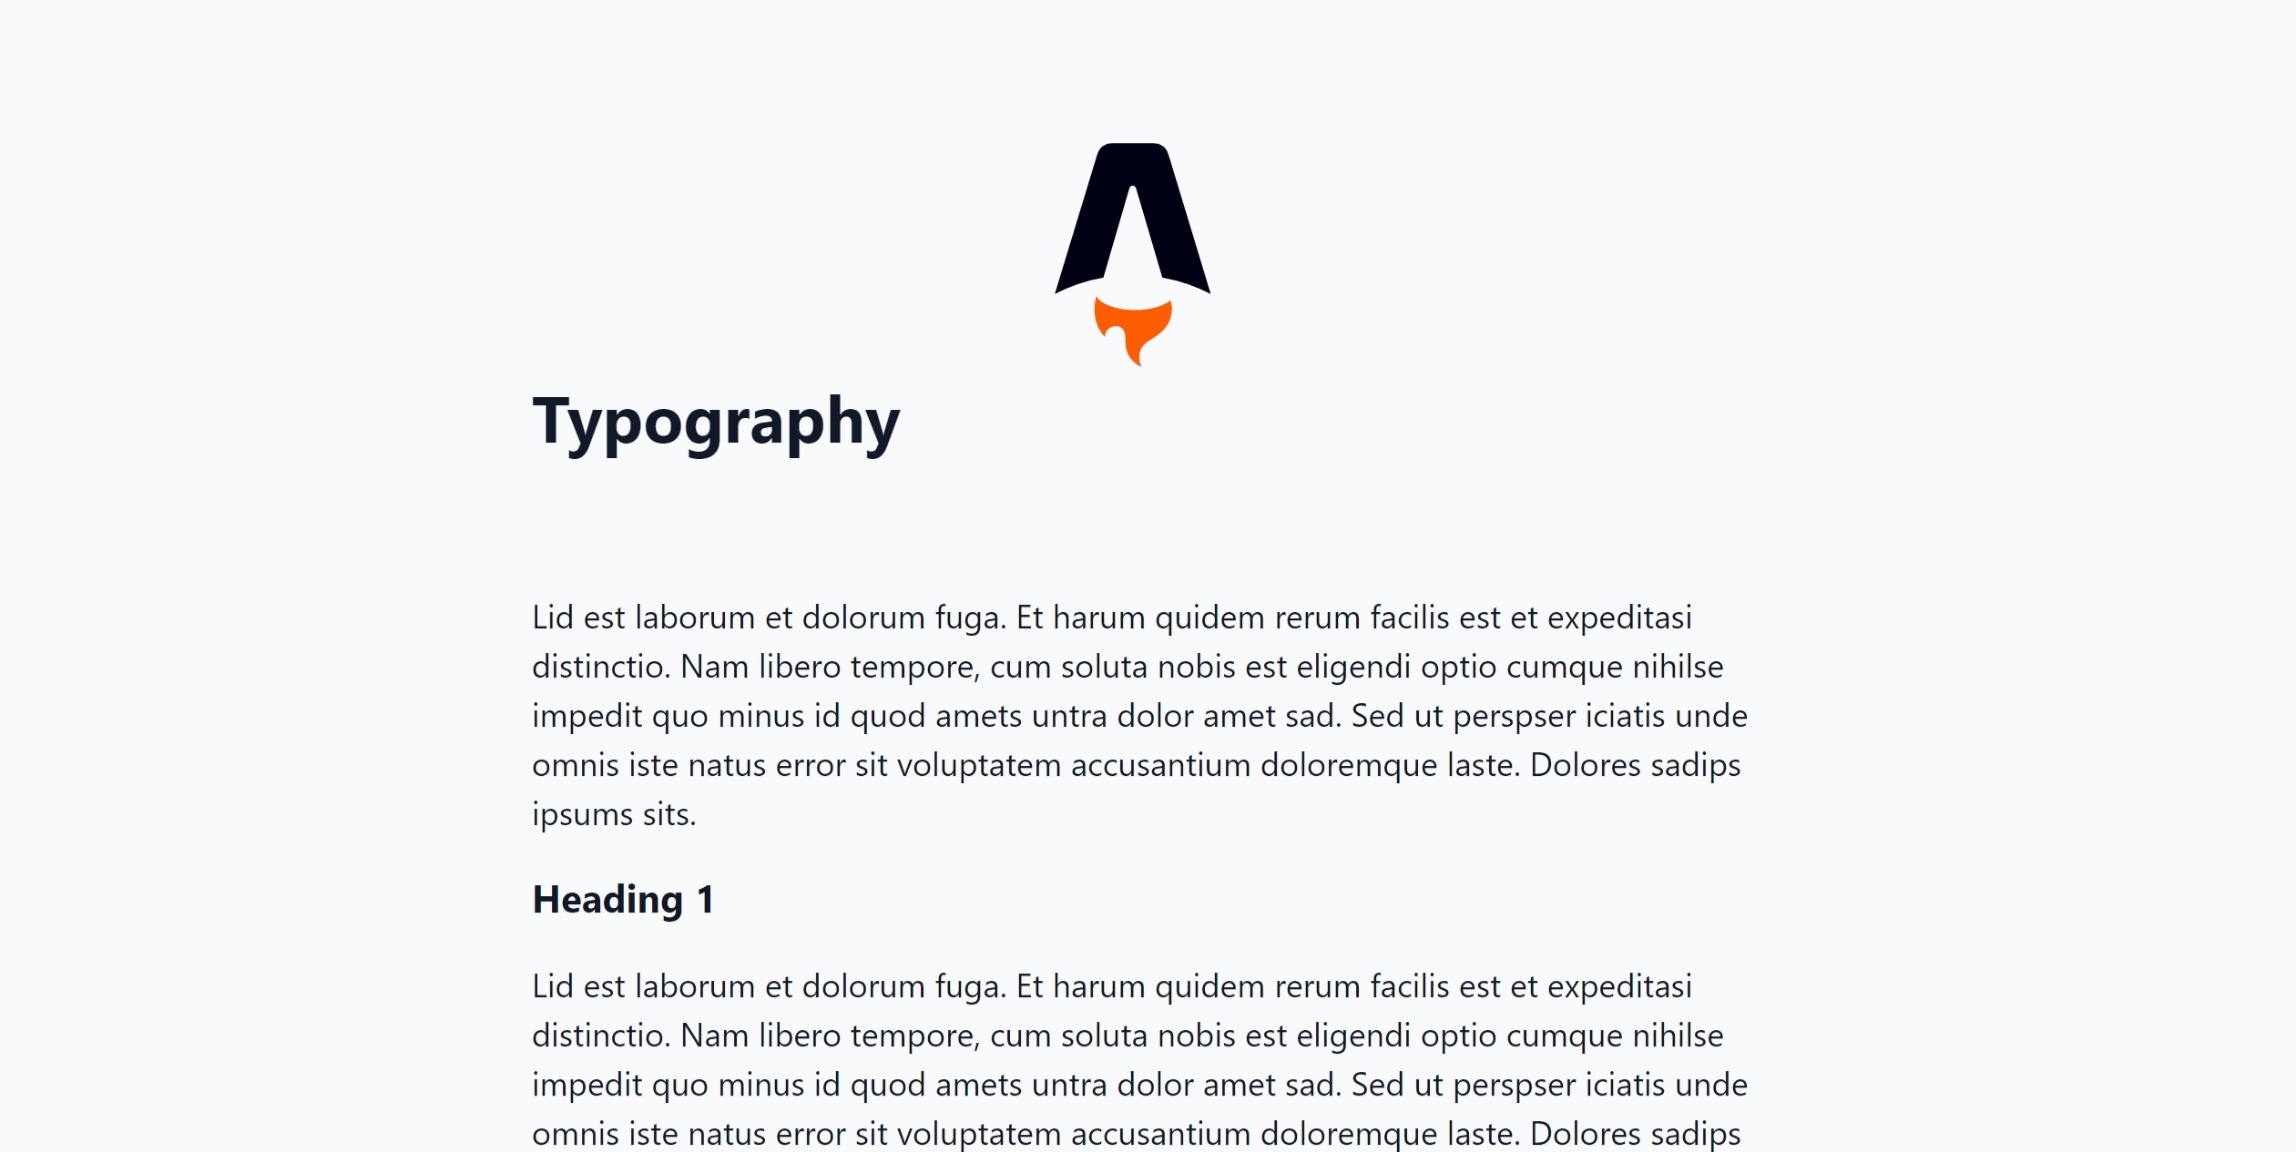 Typography
Lid est laborum et dolorum fuga. Et harum quidem rerum facilis est et expeditasi
distinctio. Nam libero tempore, cum soluta nobis est eligendi optio cumque nihilse
impedit quo minus id quod amets untra dolor amet sad. Sed ut perspser iciatis unde
omnis iste natus error sit voluptatem accusantium doloremque laste. Dolores sadips
ipsums sits.
Heading 1
Lid est laborum et dolorum fuga. Et harum quidem rerum facilis est et expeditasi
distinctio. Nam libero tempore, cum soluta nobis est eligendi optio cumque nihilse
impedit quo minus id quod amets untra dolor amet sad. Sed ut perspser iciatis unde
omnis iste natus error sit voluptatem accusantium doloremque laste. Dolores sadips